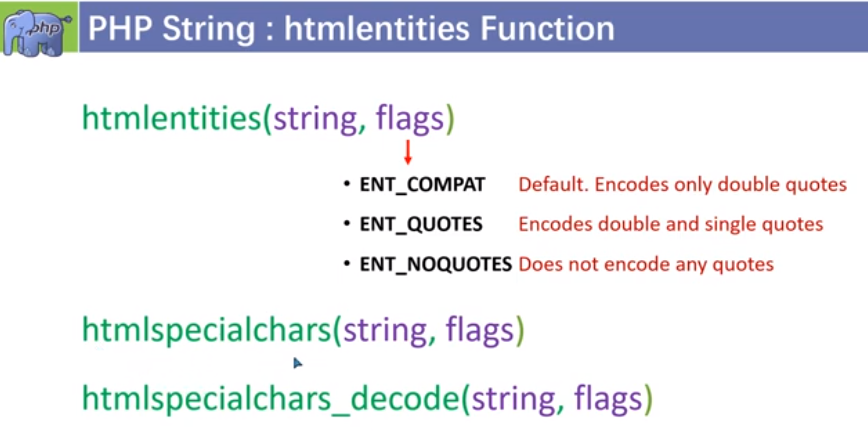 php
PHP String : htmlentities Function
htmlentities(string, flags)
• ENT_COMPAT Default. Encodes only double quotes
• ENT_QUOTES Encodes double and single quotes
• ENT_NOQUOTES Does not encode any quotes
htmlspecialchars(string, flags)
htmlspecialchars_decode(string, flags)